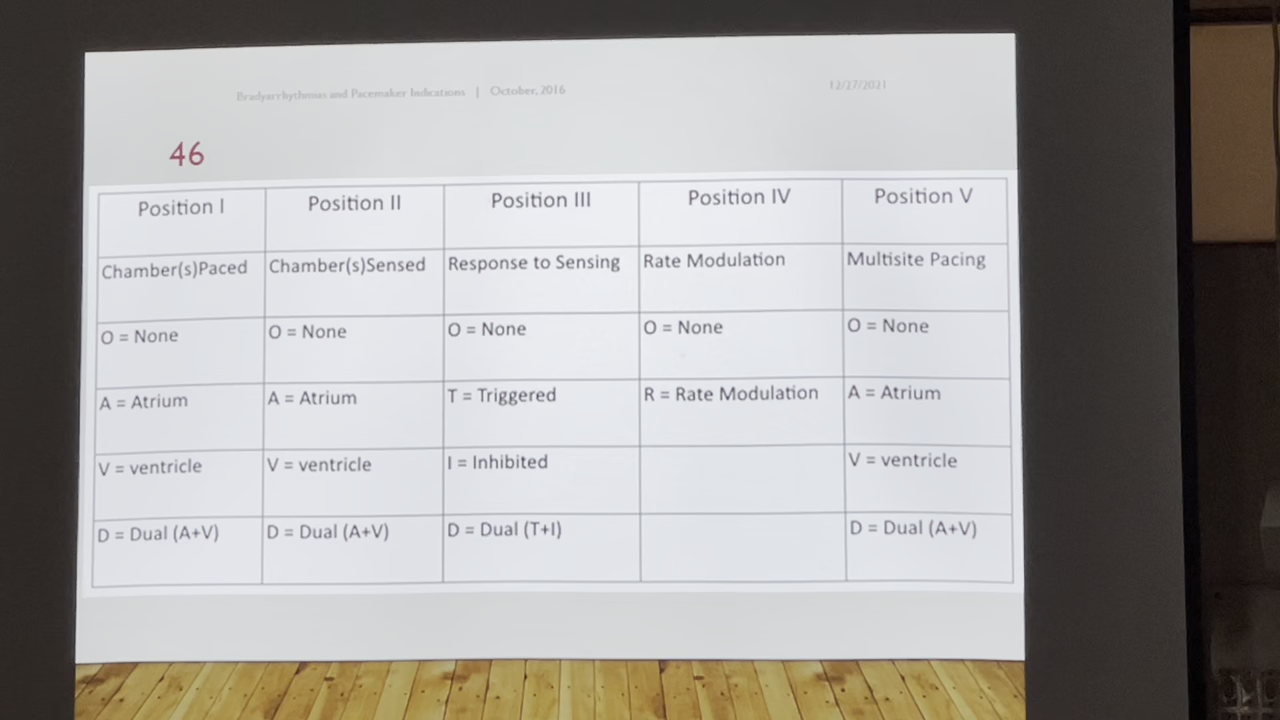 Bradyarrhythmias and Pacemaker Indications | October, 2016
12/27/2021
46
Position I Position II Position III Position IV Position V
Chamber(s)Paced Chamber(s)Sensed Response to Sensing Rate Modulation Multisite Pacing
O = None O = None O = None O = None O = None
A = Atrium A = Atrium T = Triggered R = Rate Modulation A = Atrium
V = ventricle V = ventricle I = Inhibited V = ventricle
D = Dual (A+V) D = Dual (A+V) D = Dual (T+I) D = Dual (A+V)